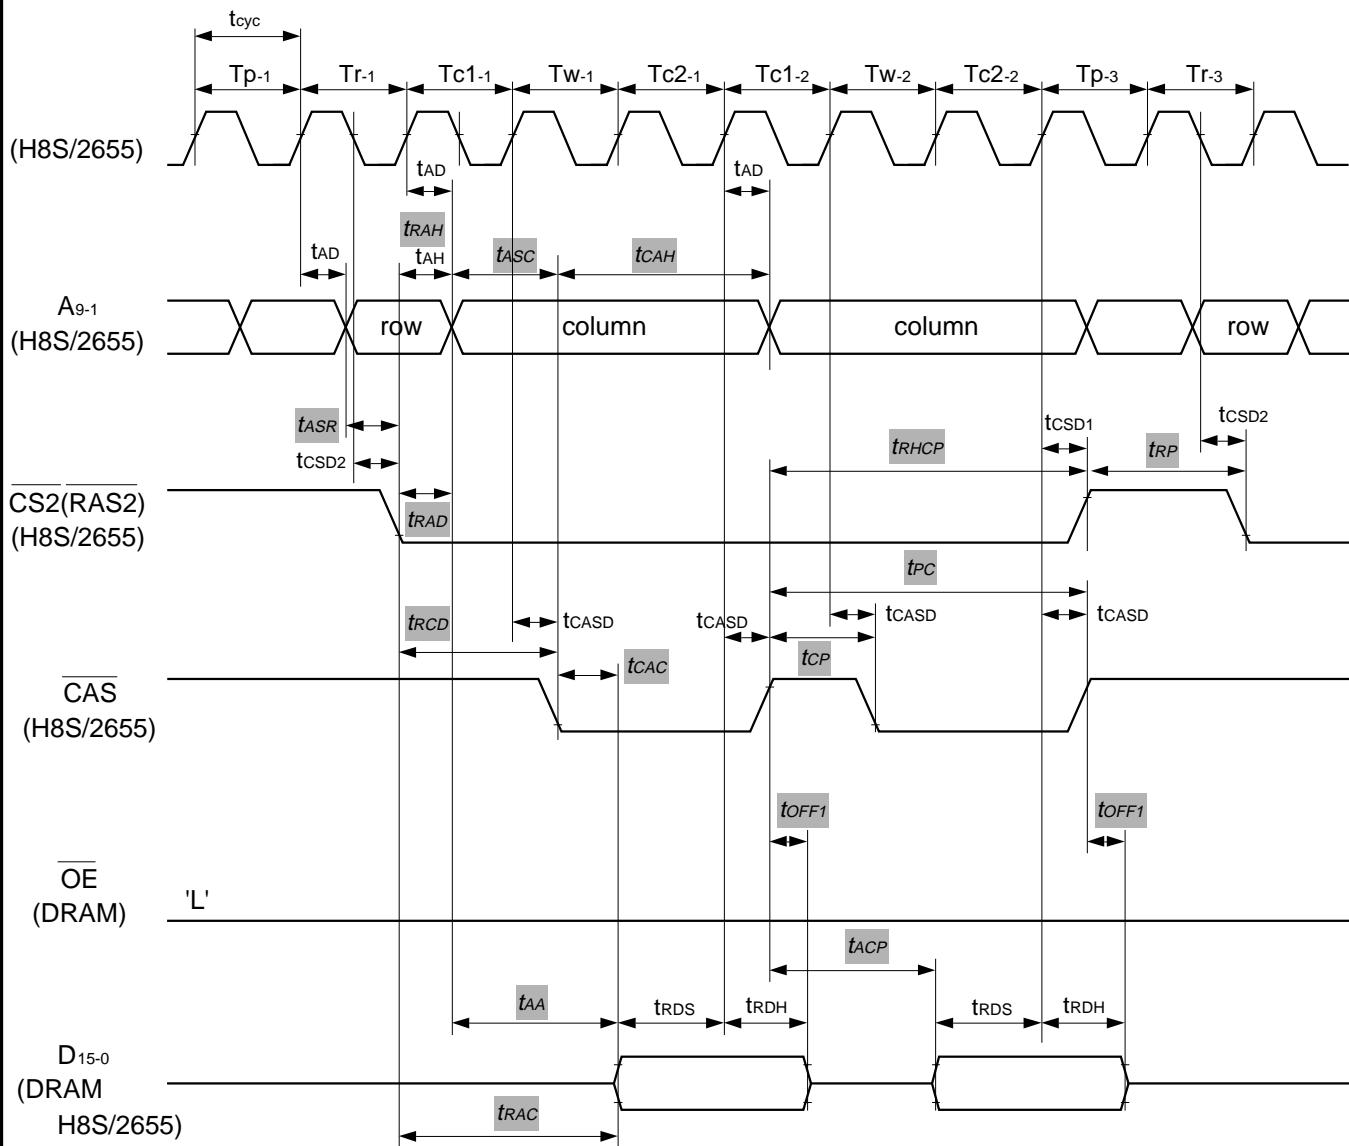 tcyc
Tp-1 Tr-1 Tc1-1 Tw-1 Tc2-1 Tc1-2 Tw-2 Tc2-2 Tp-3 Tr-3
(H8S/2655)
tAD tAD
tRAH
tAD tAH tASC tCAH
A9-1
(H8S/2655)
row column column row
tASR
tCSD2
tRHCP
tCSD1
tRP
tCSD2
CS2(RAS2)
(H8S/2655)
tRAD
tPC
tRCD
tCASD tCASD tCASD tCASD
tCAC
tCP
CAS
(H8S/2655)
tOFF1 tOFF1
OE
(DRAM)
'L'
tACP
tAA
tRDS tRDH tRDS tRDH
D15-0
(DRAM
H8S/2655)
tRAC